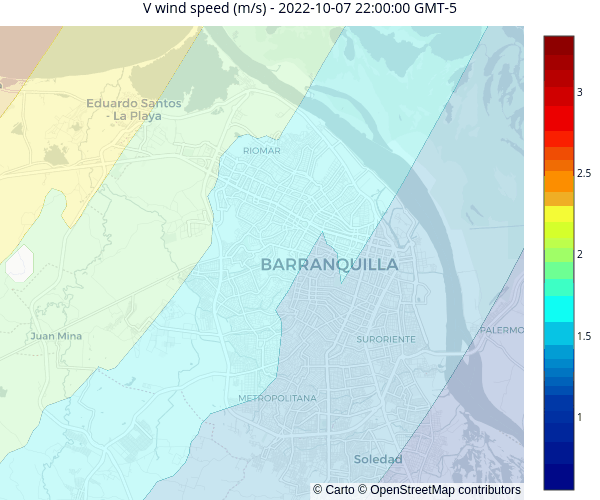 V wind speed (m/s) - 2022-10-07 22:00:00 GMT-5
Eduardo Santos
- La Playa
RIOMAR
BARRANQUILLA
Juan Mina
SURORIENTE
PALERMO
METROPOLITANA
Soledad
© Carto © OpenStreetMap contributors
3
2.5
2
1.5
1